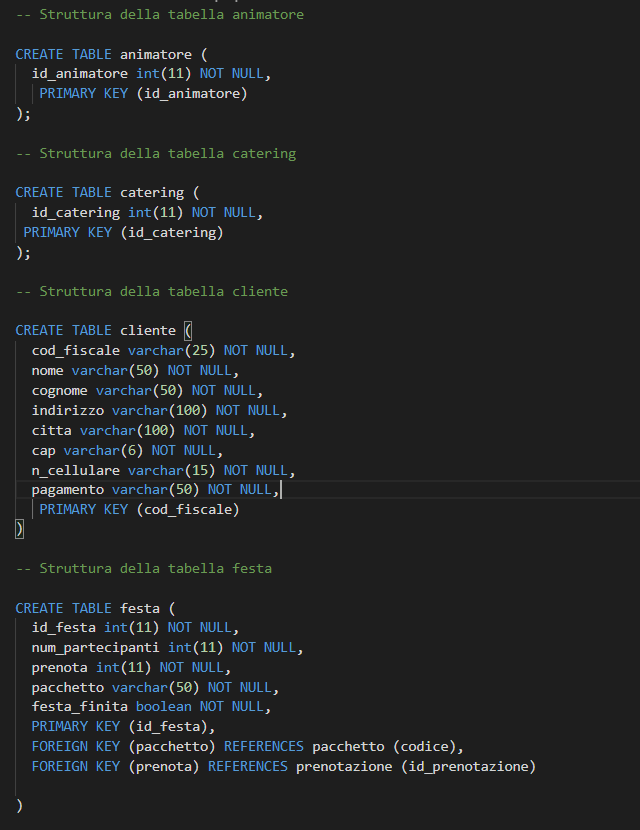 -- Struttura della tabella animatore
CREATE TABLE animatore (
id_animatore int(11) NOT NULL,
PRIMARY KEY (id_animatore)
);
-- Struttura della tabella catering
CREATE TABLE catering (
id_catering int(11) NOT NULL,
PRIMARY KEY (id_catering)
);
-- Struttura della tabella cliente
CREATE TABLE cliente (
cod_fiscale varchar(25) NOT NULL,
nome varchar(50) NOT NULL,
cognome varchar(50) NOT NULL,
indirizzo varchar(100) NOT NULL,
citta varchar(100) NOT NULL,
cap varchar(6) NOT NULL,
n_cellulare varchar(15) NOT NULL,
pagamento varchar(50) NOT NULL,
PRIMARY KEY (cod_fiscale)
)
-- Struttura della tabella festa
CREATE TABLE festa (
id_festa int(11) NOT NULL,
num_partecipanti int(11) NOT NULL,
prenota int(11) NOT NULL,
pacchetto varchar(50) NOT NULL,
festa_finita boolean NOT NULL,
PRIMARY KEY (id_festa),
FOREIGN KEY (pacchetto) REFERENCES pacchetto (codice),
FOREIGN KEY (prenota) REFERENCES prenotazione (id_prenotazione)
)